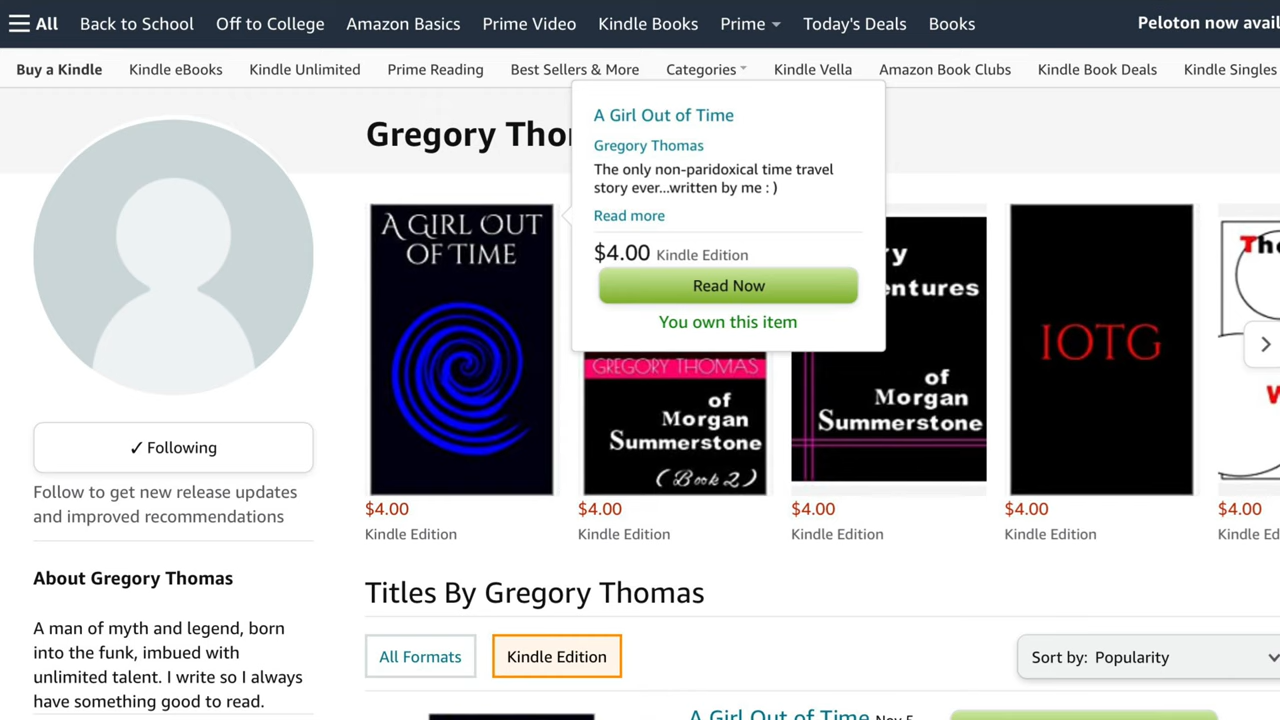 All Back to School Off to College Amazon Basics Prime Video Kindle Books Prime Today's Deals Books Peloton now avail
Buy a Kindle Kindle eBooks Kindle Unlimited Prime Reading Best Sellers & More Categories Kindle Vella Amazon Book Clubs Kindle Book Deals Kindle Singles
Gregory Tho
A Girl Out of Time
Gregory Thomas
The only non-paridoxical time travel
story ever...written by me : )
Read more
$4.00 Kindle Edition
Read Now
You own this item
A GIRL OUT
OF TIME
GREGORY THOMAS
of
Morgan
Summerstone
(Book 2)
ry
entures
of
Morgan
Summerstone
IOTG
The
W
$4.00 $4.00 $4.00 $4.00 $4.00
Kindle Edition Kindle Edition Kindle Edition Kindle Edition Kindle Ed
✓ Following
Follow to get new release updates
and improved recommendations
About Gregory Thomas
A man of myth and legend, born
into the funk, imbued with
unlimited talent. I write so I always
have something good to read.
Titles By Gregory Thomas
All Formats Kindle Edition Sort by: Popularity
A Girl Out of Time Nov 5